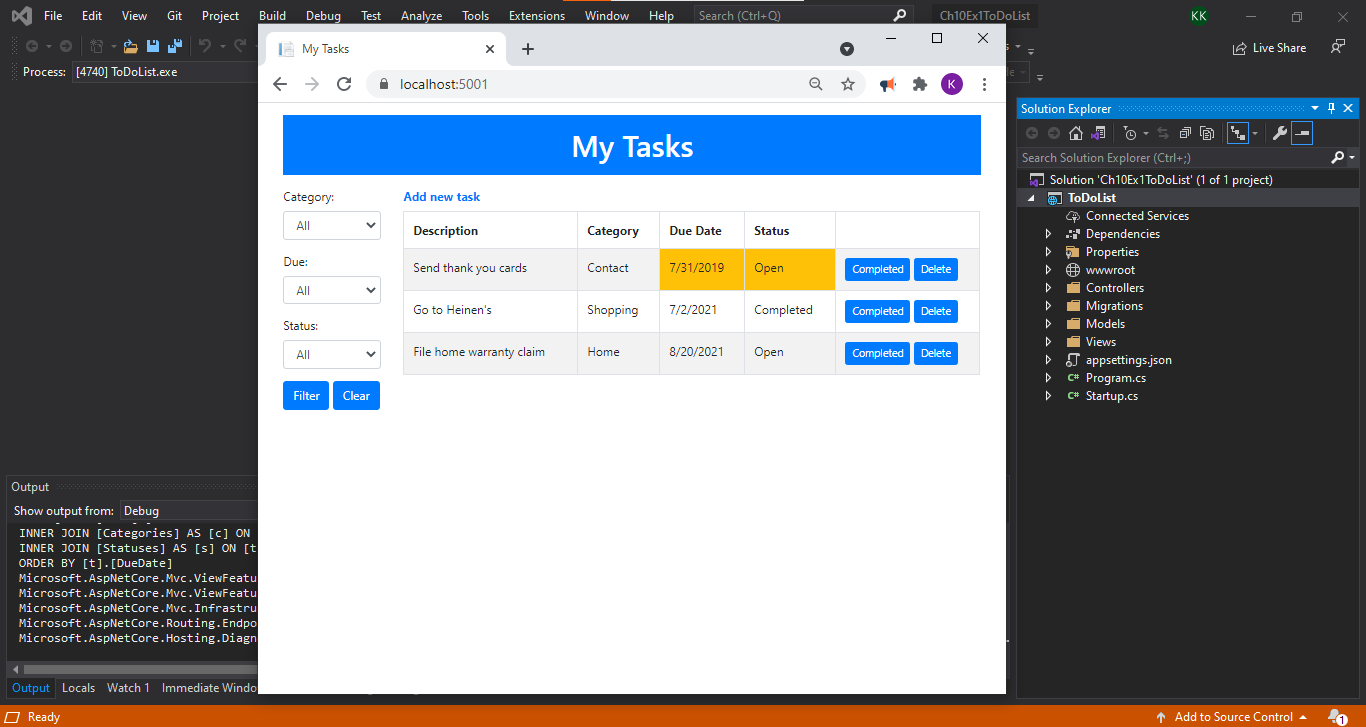 File Edit View Git Project Build Debug Test Analyze Tools Extensions Window Help Search (Ctrl+Q) Ch10Ex1ToDoList KK
Live Share
Process: [4740] ToDoList.exe
My Tasks
localhost:5001 K
My Tasks
Category:
All
Due:
All
Status:
All
Filter Clear
Add new task
Description Category Due Date Status
Send thank you cards Contact 7/31/2019 Open Completed Delete
Go to Heinen's Shopping 7/2/2021 Completed Completed Delete
File home warranty claim Home 8/20/2021 Open Completed Delete
Solution Explorer
Search Solution Explorer (Ctrl+;)
Solution 'Ch10Ex1ToDoList' (1 of 1 project)
ToDoList
Connected Services
Dependencies
Properties
wwwroot
Controllers
Migrations
Models
Views
appsettings.json
C# Program.cs
C# Startup.cs
Output
Show output from: Debug
INNER JOIN [Categories] AS [c] ON
INNER JOIN [Statuses] AS [s] ON [t
ORDER BY [t].[DueDate]
Microsoft.AspNetCore.Mvc.ViewFeatu
Microsoft.AspNetCore.Mvc.ViewFeatu
Microsoft.AspNetCore.Mvc.Infrastru
Microsoft.AspNetCore.Routing.Endpo
Microsoft.AspNetCore.Hosting.Diagn
Output Locals Watch 1 Immediate Windo
Ready Add to Source Control 1